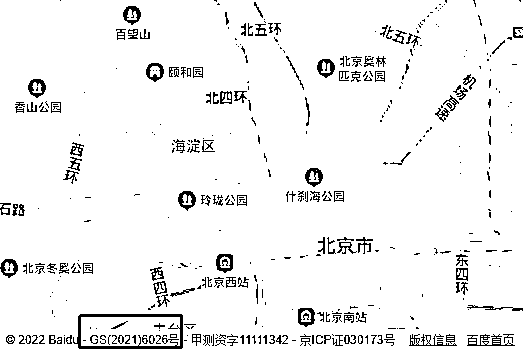 百望山
北五环
北五环
颐和园
北京奥林
匹克公园
香山公园
北四环
机场高速
海淀区
西五环
玲珑公园
什刹海公园
石路
北京市
北京冬奥公园
西四环
北京西站
东四环
北京南站
© 2022 Baidu - GS(2021)6026号 - 甲测资字11111342 - 京ICP证030173号 版权信息 百度首页